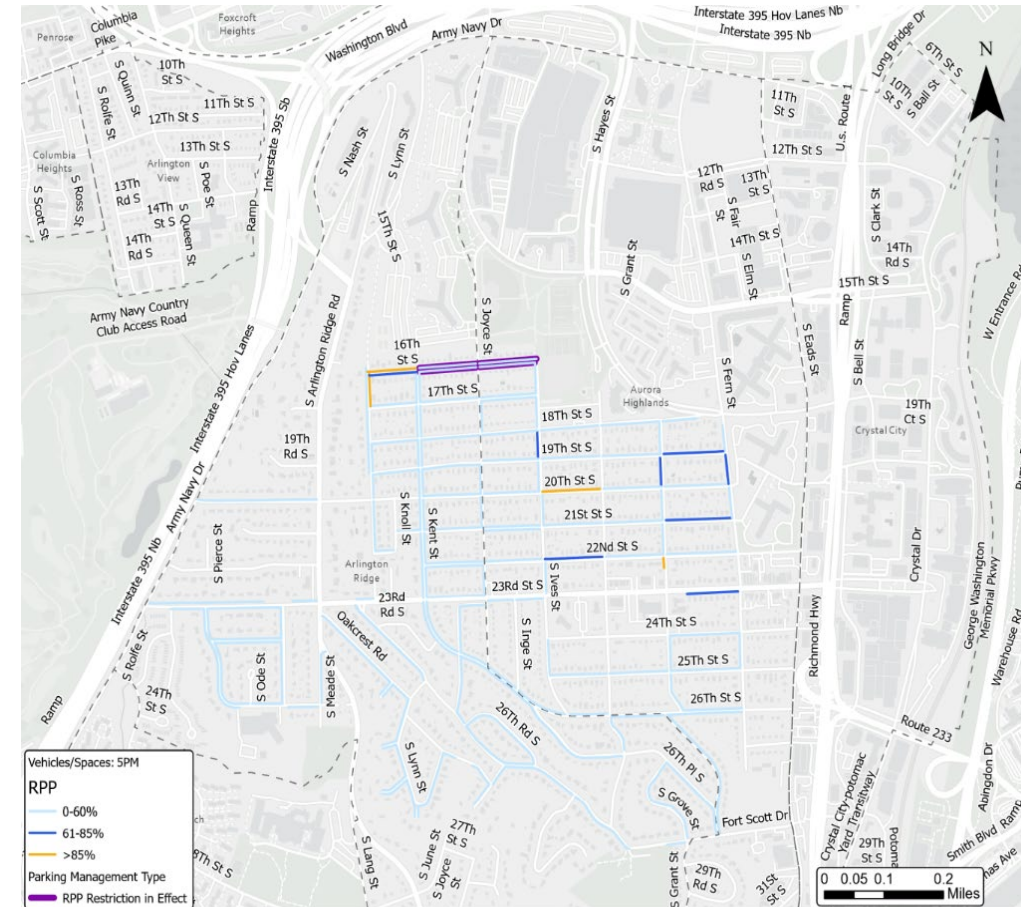 Interstate 395 Hov Lanes Nb
Interstate 395 Nb
Foxcroft
Heights
Columbia
Pike
Penrose
Washington Blvd
Army Navy Dr
Long Bridge Dr
6Th St S
N
10Th
St S
S Quinn St
S Rolfe St
11Th St S
12Th St S
13Th St S
Interstate 395 Sb
S Hayes St
11Th
St S
U.s. Route 1
10Th
St S
S Ball St
12Th St S
S Nash St
S Lynn St
Columbia
Heights
Arlington
View
S Scott St
S Ross St
13Th
Rd S
14Th
St S
S Poe St
S Queen St
Ramp
14Th
Rd S
12Th
Rd S
13Th
St S
S Fair
St
14Th St S
S Elm St
S Clark St
14Th
Rd S
15Th St S
15Th St S
S Grant St
Ramp
W Entrance Rd
Army Navy Country
Club Access Road
Interstate 395 Hov Lanes
S Arlington Ridge Rd
S Joyce St
16Th
St S
17Th St S
S Eads St
S Bell St
S Fern St
Aurora
Highlands
18Th St S
19Th
Ct S
Crystal City
19Th
Rd S
19Th St S
20Th St S
21St St S
22Nd St S
Army Navy Dr
Interstate 395 Nb
S Pierce St
S Knoll St
S Kent St
Arlington
Ridge
23Rd
Rd S
23Rd St S
S Ives St
24Th St S
Crystal Dr
George Washington
Memorial Pkwy
Richmond Hwy
Warehouse Rd
S Rolfe St
Oakcrest Rd
S Inge St
25Th St S
26Th St S
S Ode St
S Meade St
24Th
St S
Ramp
26Th Rd S
26Th Pl S
S Grove St
S Lynn St
Route 233
Abingdon Dr
Fort Scott Dr
Crystal City-potomac
Yard Transitway
Smith Blvd Ramp
27Th
St S
S June St
S Joyce
St
S Lang St
S Grant St
29Th
Rd S
31St
St S
29Th
St S
Vehicles/Spaces: 5PM
RPP
0-60%
61-85%
>85%
Parking Management Type
RPP Restriction in Effect
0 0.05 0.1 0.2
Miles